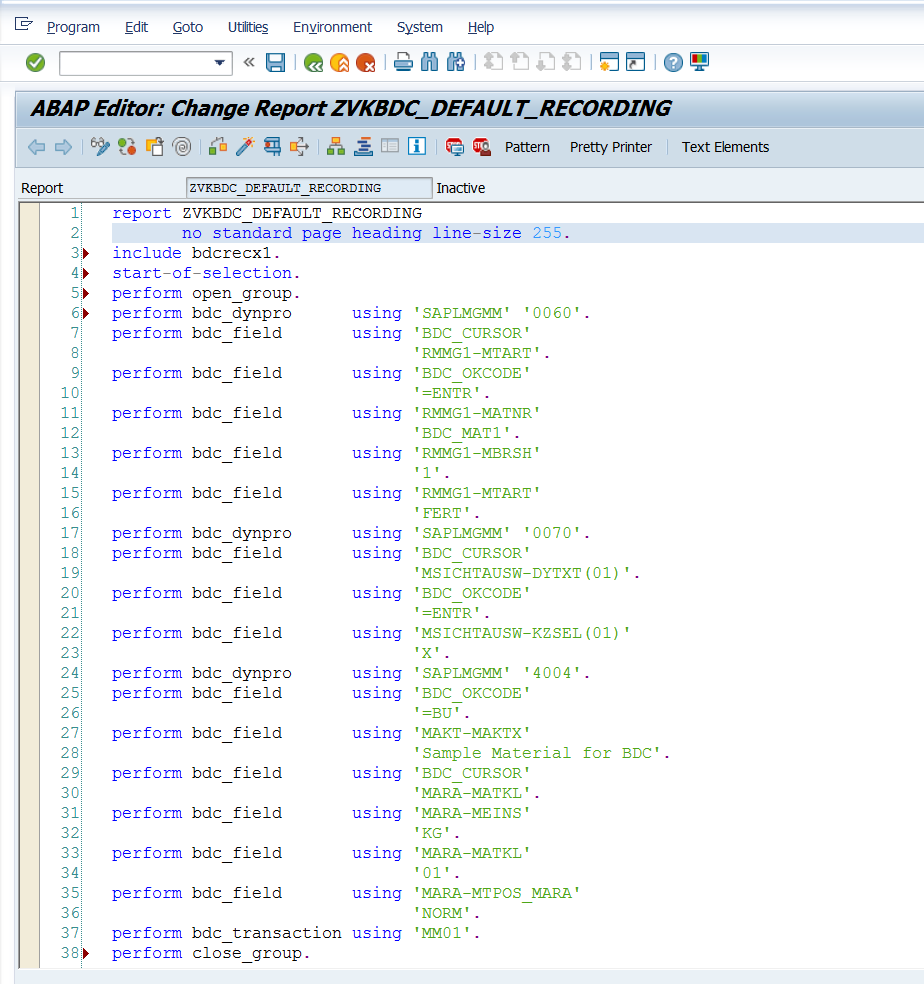 Program Edit Goto Utilities Environment System Help
ABAP Editor: Change Report ZVKBDC_DEFAULT_RECORDING
Pattern Pretty Printer Text Elements
Report ZVKBDC_DEFAULT_RECORDING Inactive
1 report ZVKBDC_DEFAULT_RECORDING
2 no standard page heading line-size 255.
3 include bdcrecx1.
4 start-of-selection.
5 perform open_group.
6 perform bdc_dynpro using 'SAPLMGMM' '0060'.
7 perform bdc_field using 'BDC_CURSOR'
8 'RMMG1-MTART'.
9 perform bdc_field using 'BDC_OKCODE'
10 '=ENTR'.
11 perform bdc_field using 'RMMG1-MATNR'
12 'BDC_MAT1'.
13 perform bdc_field using 'RMMG1-MBRSH'
14 '1'.
15 perform bdc_field using 'RMMG1-MTART'
16 'FERT'.
17 perform bdc_dynpro using 'SAPLMGMM' '0070'.
18 perform bdc_field using 'BDC_CURSOR'
19 'MSICHTAUSW-DYTXT(01)'.
20 perform bdc_field using 'BDC_OKCODE'
21 '=ENTR'.
22 perform bdc_field using 'MSICHTAUSW-KZSEL(01)'
23 'X'.
24 perform bdc_dynpro using 'SAPLMGMM' '4004'.
25 perform bdc_field using 'BDC_OKCODE'
26 '=BU'.
27 perform bdc_field using 'MAKT-MAKTX'
28 'Sample Material for BDC'.
29 perform bdc_field using 'BDC_CURSOR'
30 'MARA-MATKL'.
31 perform bdc_field using 'MARA-MEINS'
32 'KG'.
33 perform bdc_field using 'MARA-MATKL'
34 '01'.
35 perform bdc_field using 'MARA-MTPOS_MARA'
36 'NORM'.
37 perform bdc_transaction using 'MM01'.
38 perform close_group.